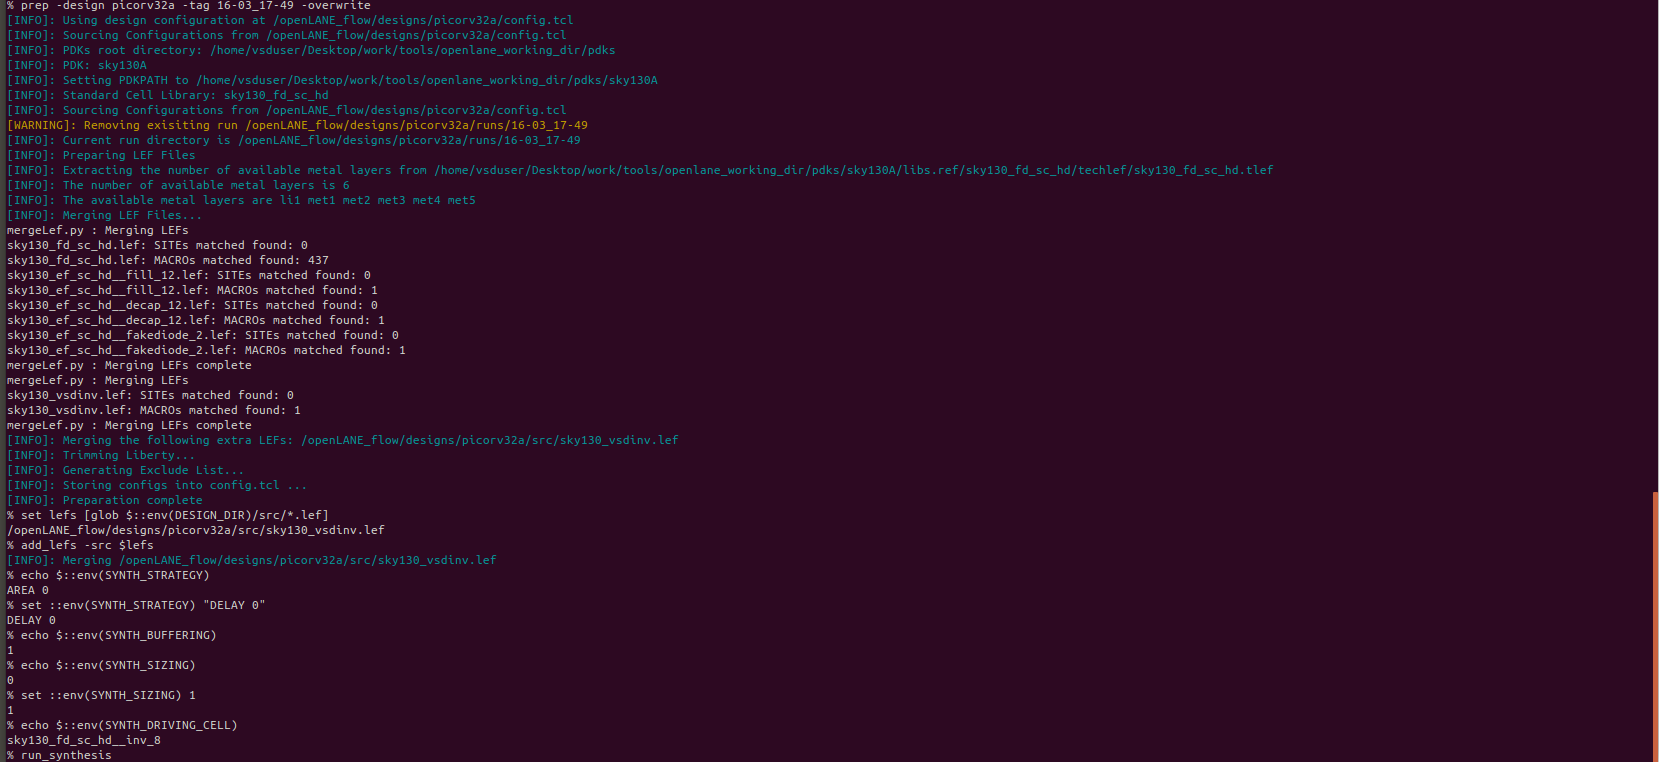 % prep -design picorv32a -tag 16-03_17-49 -overwrite
[INFO]: Using design configuration at /openLANE_flow/designs/picorv32a/config.tcl
[INFO]: Sourcing Configurations from /openLANE_flow/designs/picorv32a/config.tcl
[INFO]: PDKs root directory: /home/vsduser/Desktop/work/tools/openlane_working_dir/pdks
[INFO]: PDK: sky130A
[INFO]: Setting PDKPATH to /home/vsduser/Desktop/work/tools/openlane_working_dir/pdks/sky130A
[INFO]: Standard Cell Library: sky130_fd_sc_hd
[INFO]: Sourcing Configurations from /openLANE_flow/designs/picorv32a/config.tcl
[WARNING]: Removing exisiting run /openLANE_flow/designs/picorv32a/runs/16-03_17-49
[INFO]: Current run directory is /openLANE_flow/designs/picorv32a/runs/16-03_17-49
[INFO]: Preparing LEF Files
[INFO]: Extracting the number of available metal layers from /home/vsduser/Desktop/work/tools/openlane_working_dir/pdks/sky130A/libs.ref/sky130_fd_sc_hd/techlef/sky130_fd_sc_hd.tlef
[INFO]: The number of available metal layers is 6
[INFO]: The available metal layers are li1 met1 met2 met3 met4 met5
[INFO]: Merging LEF Files...
mergeLef.py : Merging LEFs
sky130_fd_sc_hd.lef: SITEs matched found: 0
sky130_fd_sc_hd.lef: MACROs matched found: 437
sky130_ef_sc_hd__fill_12.lef: SITEs matched found: 0
sky130_ef_sc_hd__fill_12.lef: MACROs matched found: 1
sky130_ef_sc_hd__decap_12.lef: SITEs matched found: 0
sky130_ef_sc_hd__decap_12.lef: MACROs matched found: 1
sky130_ef_sc_hd__fakediode_2.lef: SITEs matched found: 0
sky130_ef_sc_hd__fakediode_2.lef: MACROs matched found: 1
mergeLef.py : Merging LEFs complete
mergeLef.py : Merging LEFs
sky130_vsdinv.lef: SITEs matched found: 0
sky130_vsdinv.lef: MACROs matched found: 1
mergeLef.py : Merging LEFs complete
[INFO]: Merging the following extra LEFs: /openLANE_flow/designs/picorv32a/src/sky130_vsdinv.lef
[INFO]: Trimming Liberty...
[INFO]: Generating Exclude List...
[INFO]: Storing configs into config.tcl ...
[INFO]: Preparation complete
% set lefs [glob $::env(DESIGN_DIR)/src/*.lef]
/openLANE_flow/designs/picorv32a/src/sky130_vsdinv.lef
% add_lefs -src $lefs
[INFO]: Merging /openLANE_flow/designs/picorv32a/src/sky130_vsdinv.lef
% echo $::env(SYNTH_STRATEGY)
AREA 0
% set ::env(SYNTH_STRATEGY) "DELAY 0"
DELAY 0
% echo $::env(SYNTH_BUFFERING)
1
% echo $::env(SYNTH_SIZING)
0
% set ::env(SYNTH_SIZING) 1
1
% echo $::env(SYNTH_DRIVING_CELL)
sky130_fd_sc_hd__inv_8
% run_synthesis